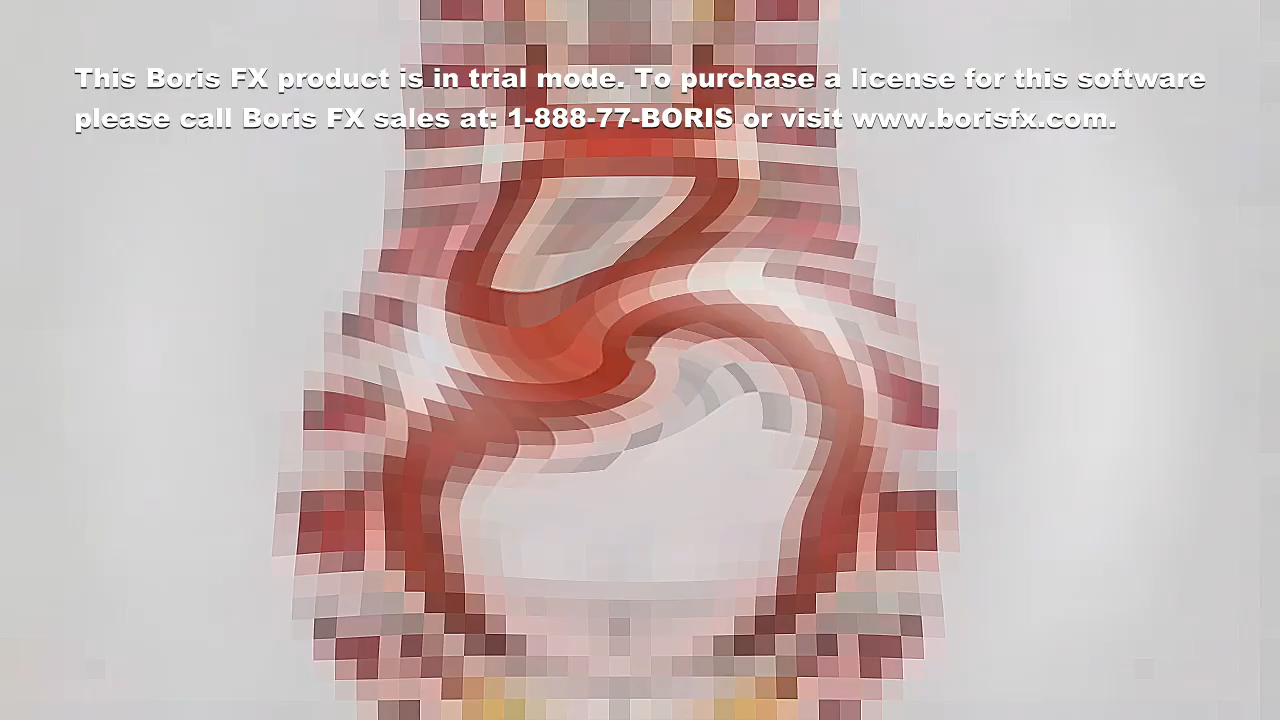 This Boris FX product is in trial mode. To purchase a license for this software
please call Boris FX sales at: 1-888-77-BORIS or visit www.borisfx.com.